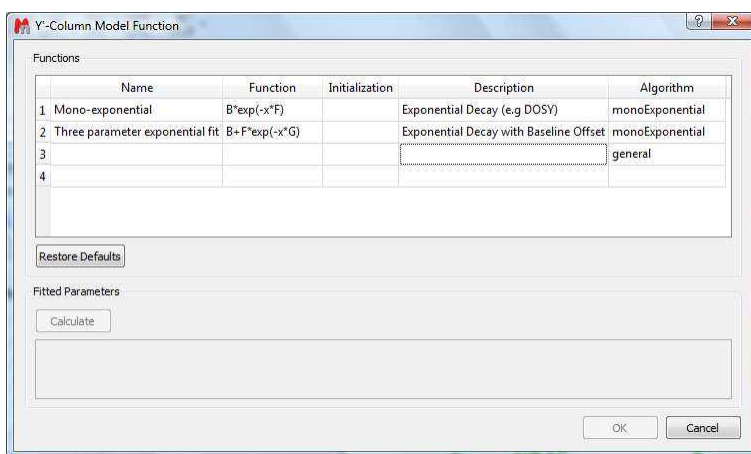 Y'-Column Model Function
Functions
Name Function Initialization Description Algorithm
1 Mono-exponential B*exp(-x*F) Exponential Decay (e.g DOSY) monoExponential
2 Three parameter exponential fit B+F*exp(-x*G) Exponential Decay with Baseline Offset monoExponential
3 general
4
Restore Defaults
Fitted Parameters
Calculate
OK Cancel